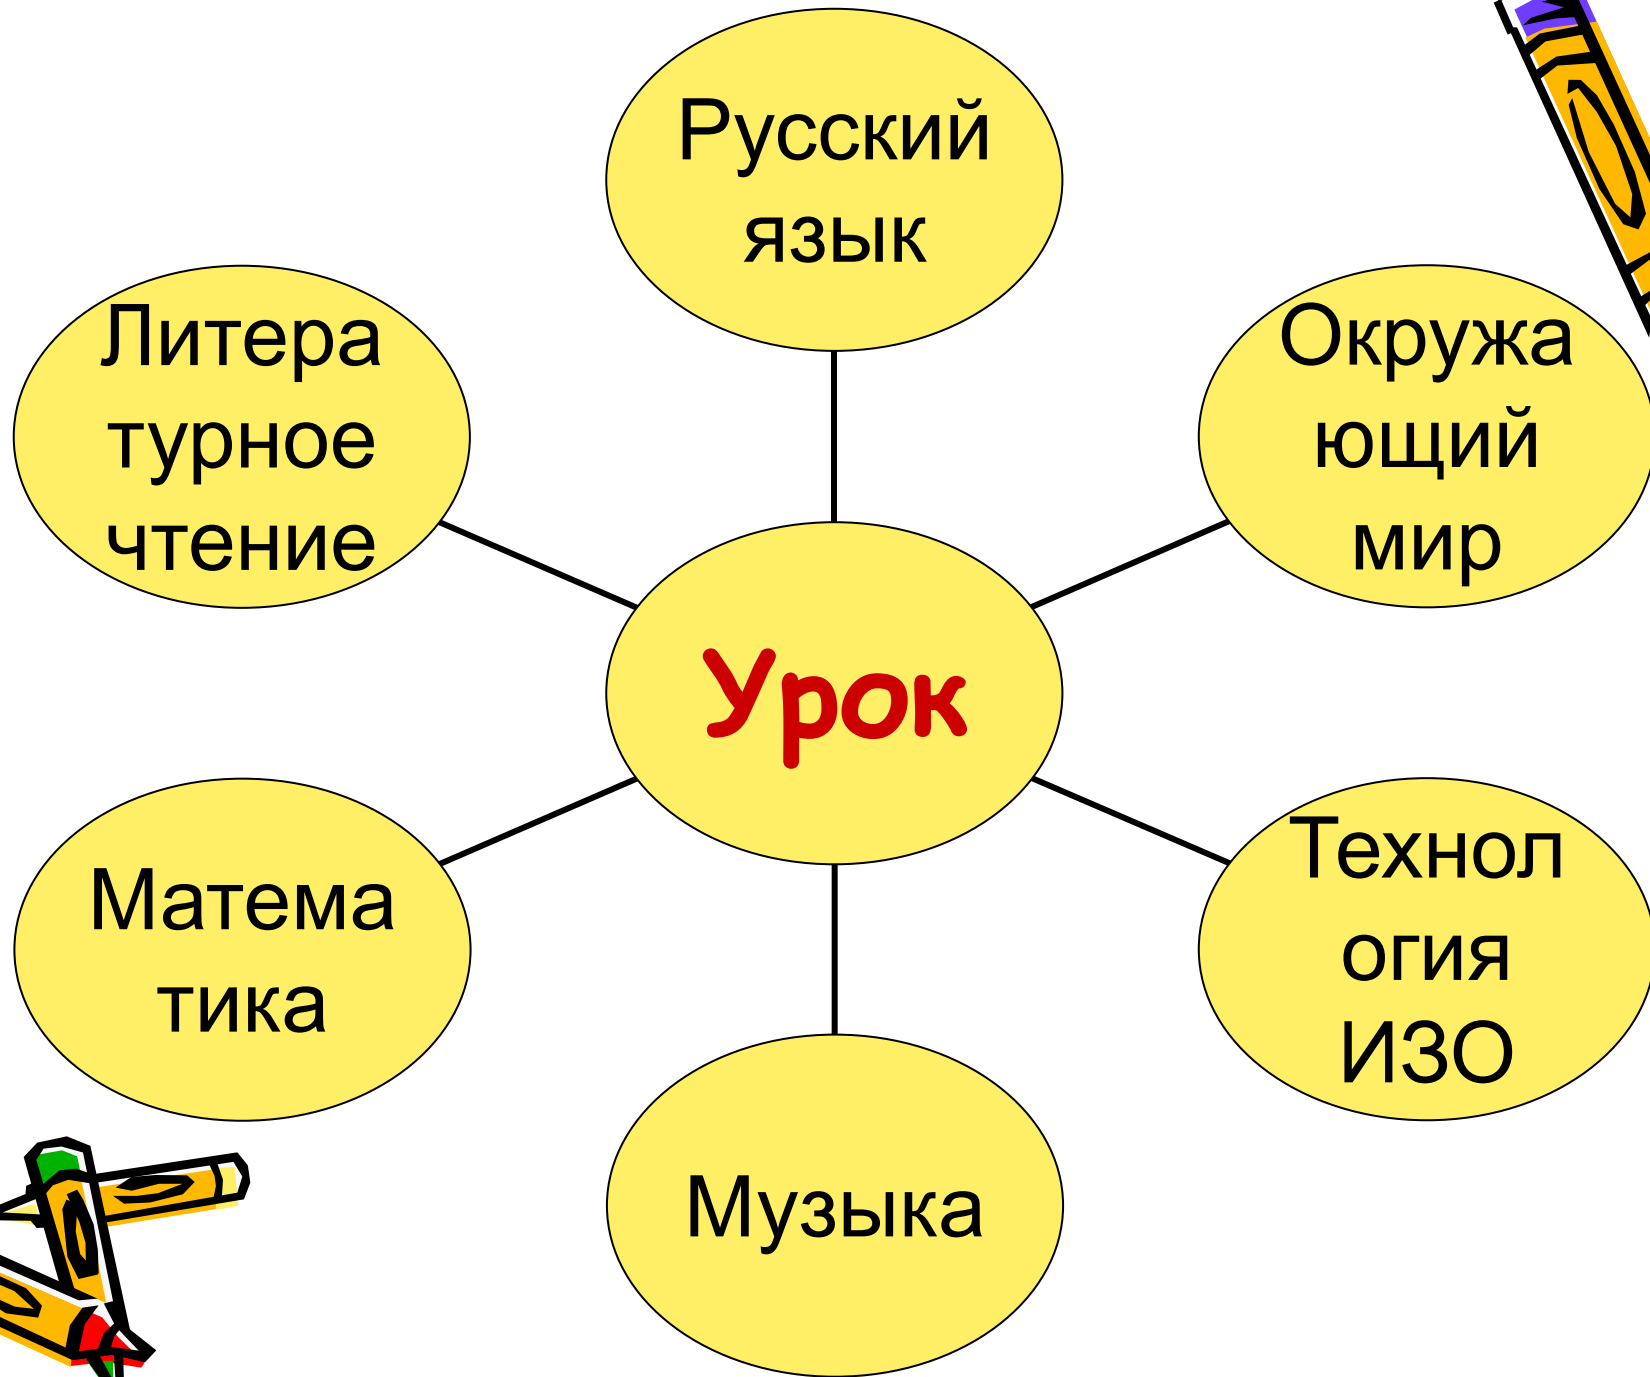 Русский
язык
Литера
турное
чтение
Окружа
ющий
мир
Урок
Матема
тика
Технол
огия
ИЗО
Музыка